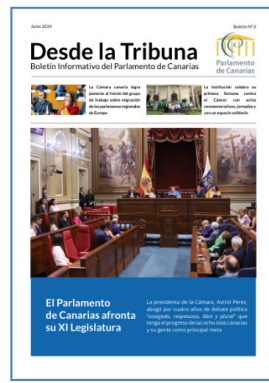 Junio 2024
Boletín Nº 0
Desde la Tribuna
Boletín Informativo del Parlamento de Canarias
Parlamento
de Canarias
La Cámara canaria logra
ponerse al frente del grupo
de trabajo sobre migración
de los parlamentos regionales
de Europa
La Institución celebra su
primera Semana contra
el Cáncer con actos
conmemorativos, jornadas y
con un espacio solidario
El Parlamento
de Canarias afronta
su XI Legislatura
La presidenta de la Cámara, Astrid Pérez,
abogó por cuatro años de debate político
"sosegado, respetuoso, libre y plural" que
tenga el progreso de las ocho islas canarias
y su gente como principal meta